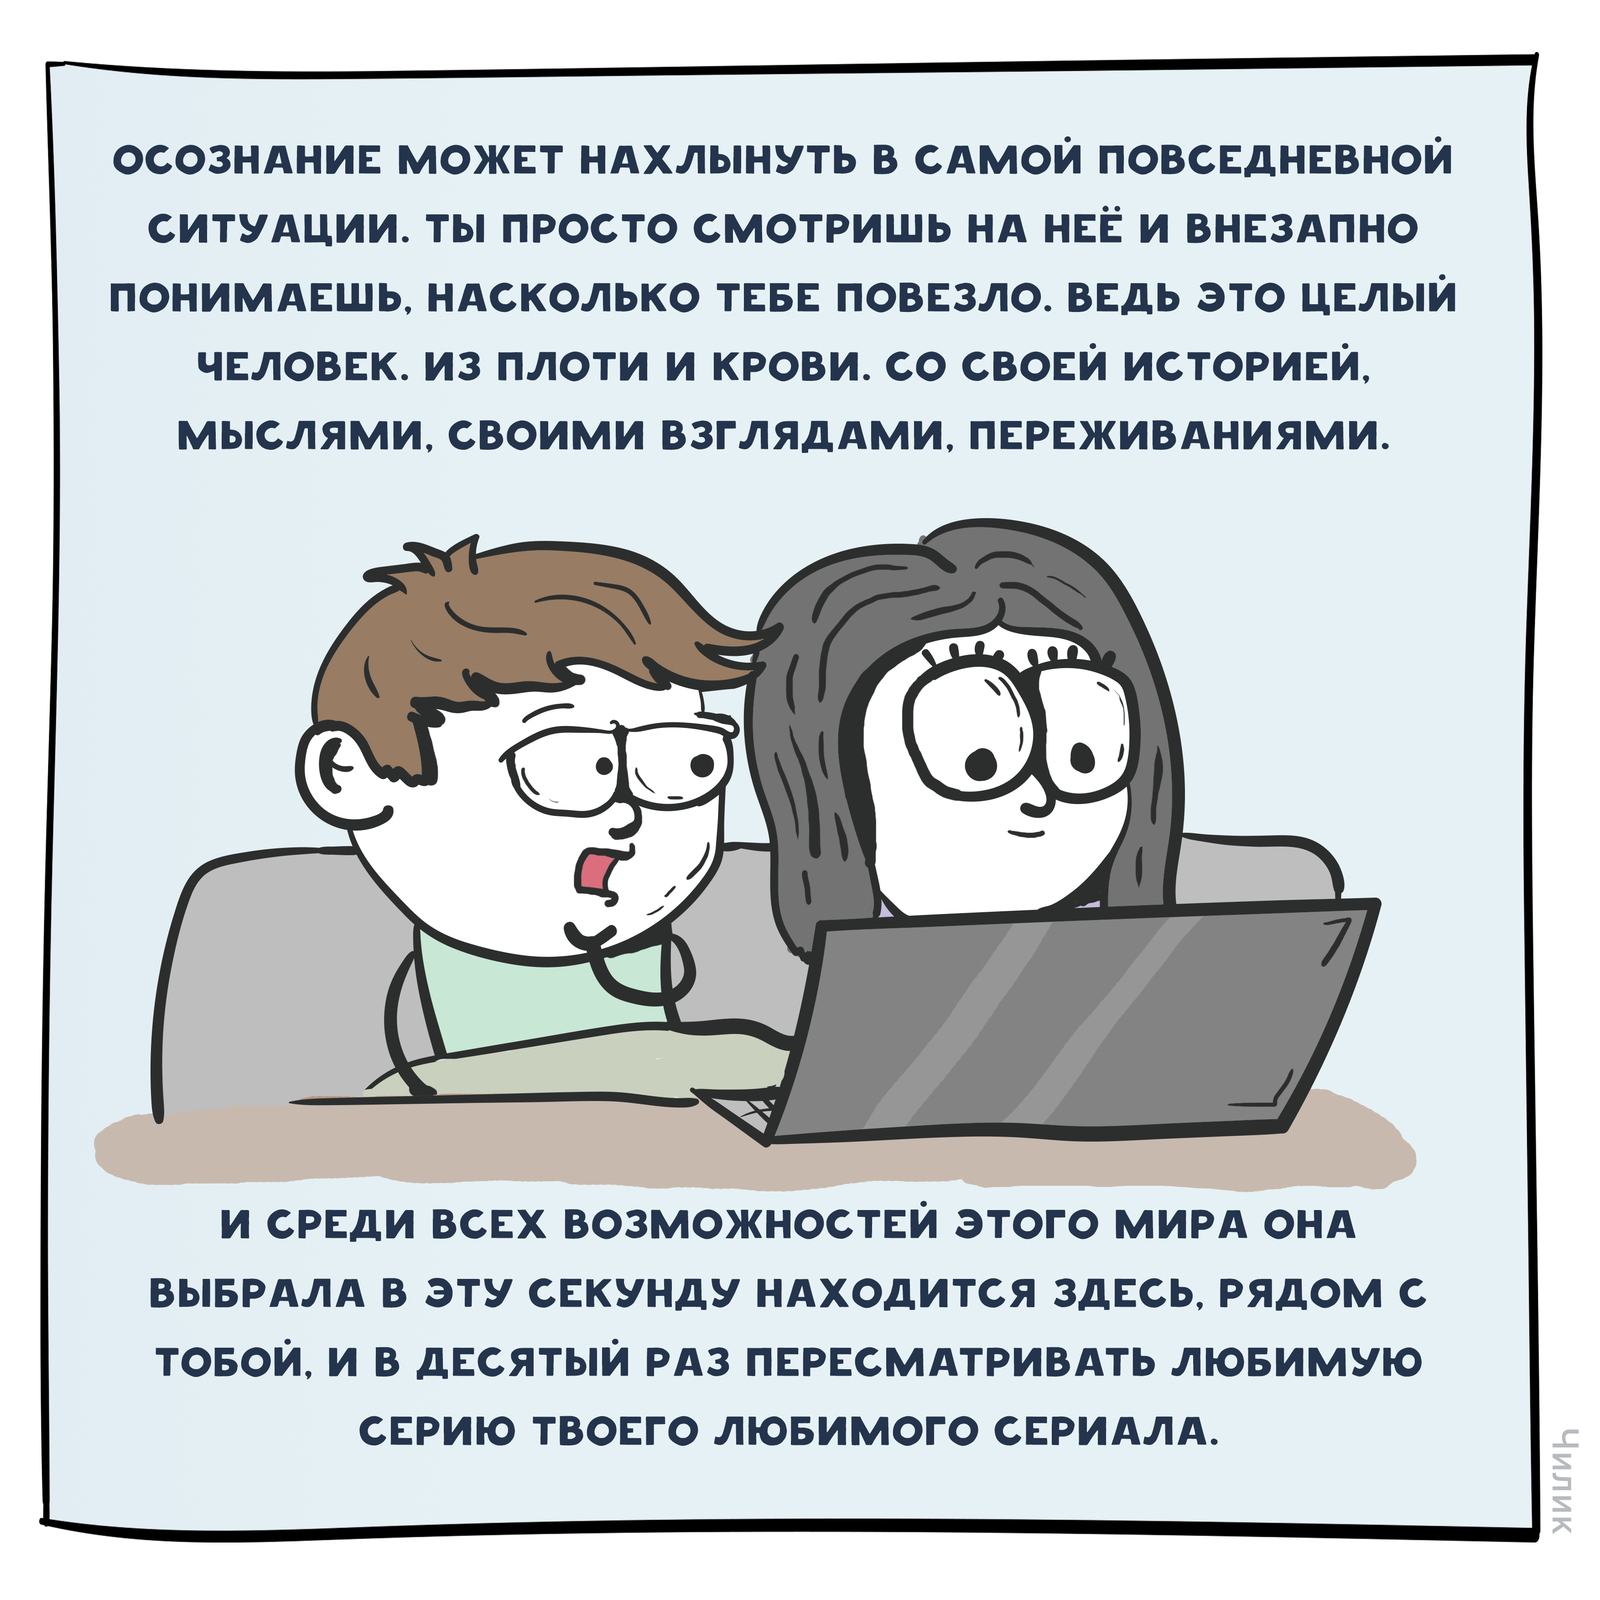 ОСОЗНАНИЕ МОЖЕТ НАХЛЫНУТЬ В САМОЙ ПОВСЕДНЕВНОЙ
СИТУАЦИИ. ТЫ ПРОСТО СМОТРИШЬ НА НЕЁ И ВНЕЗАПНО
ПОНИМАЕШЬ, НАСКОЛЬКО ТЕБЕ ПОВЕЗЛО. ВЕДЬ ЭТО ЦЕЛЫЙ
ЧЕЛОВЕК. ИЗ ПЛОТИ И КРОВИ. СО СВОЕЙ ИСТОРИЕЙ,
МЫСЛЯМИ, СВОИМИ ВЗГЛЯДАМИ, ПЕРЕЖИВАНИЯМИ.
И СРЕДИ ВСЕХ ВОЗМОЖНОСТЕЙ ЭТОГО МИРА ОНА
ВЫБРАЛА В ЭТУ СЕКУНДУ НАХОДИТСЯ ЗДЕСЬ, РЯДОМ С
ТОБОЙ, И В ДЕСЯТЫЙ РАЗ ПЕРЕСМАТРИВАТЬ ЛЮБИМУЮ
СЕРИЮ ТВОЕГО ЛЮБИМОГО СЕРИАЛА.
Чилик